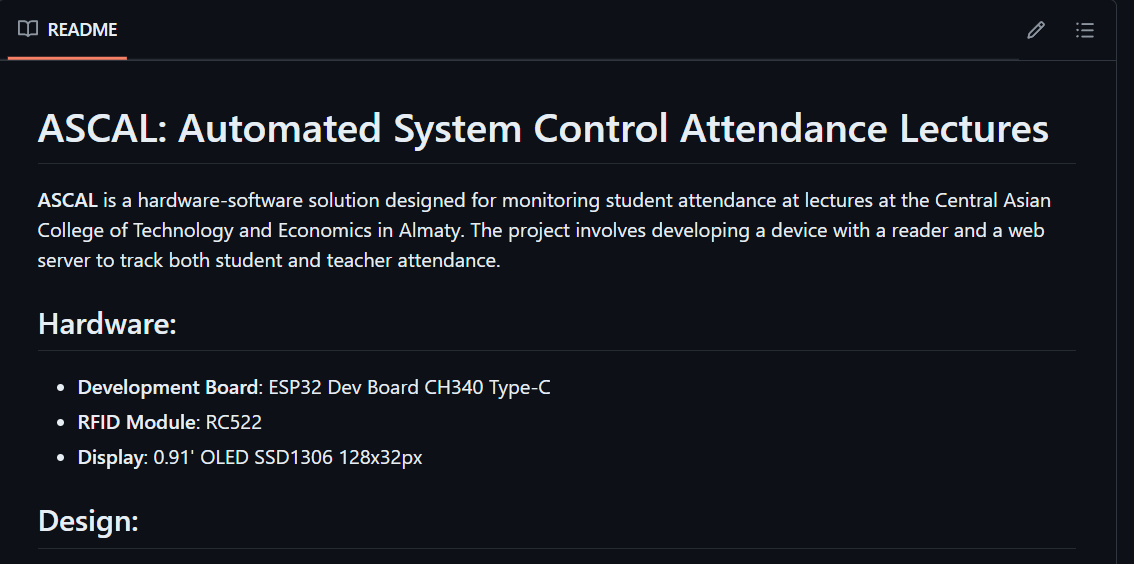 README
ASCAL: Automated System Control Attendance Lectures
ASCAL is a hardware-software solution designed for monitoring student attendance at lectures at the Central Asian
College of Technology and Economics in Almaty. The project involves developing a device with a reader and a web
server to track both student and teacher attendance.
Hardware:
• Development Board: ESP32 Dev Board CH340 Type-C
• RFID Module: RC522
• Display: 0.91' OLED SSD1306 128x32px
Design: